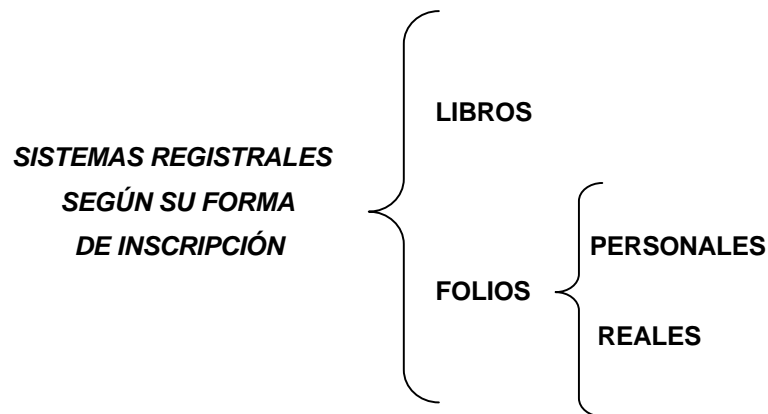 LIBROS
SISTEMAS REGISTRALES
SEGÚN SU FORMA
DE INSCRIPCIÓN
PERSONALES
FOLIOS
REALES